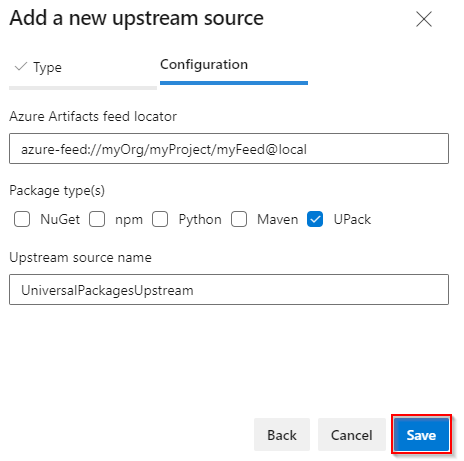 Add a new upstream source
Type
Configuration
Azure Artifacts feed locator
azure-feed://myOrg/myProject/myFeed@local
Package type(s)
NuGet npm Python Maven UPack
Upstream source name
UniversalPackagesUpstream
Back Cancel Save